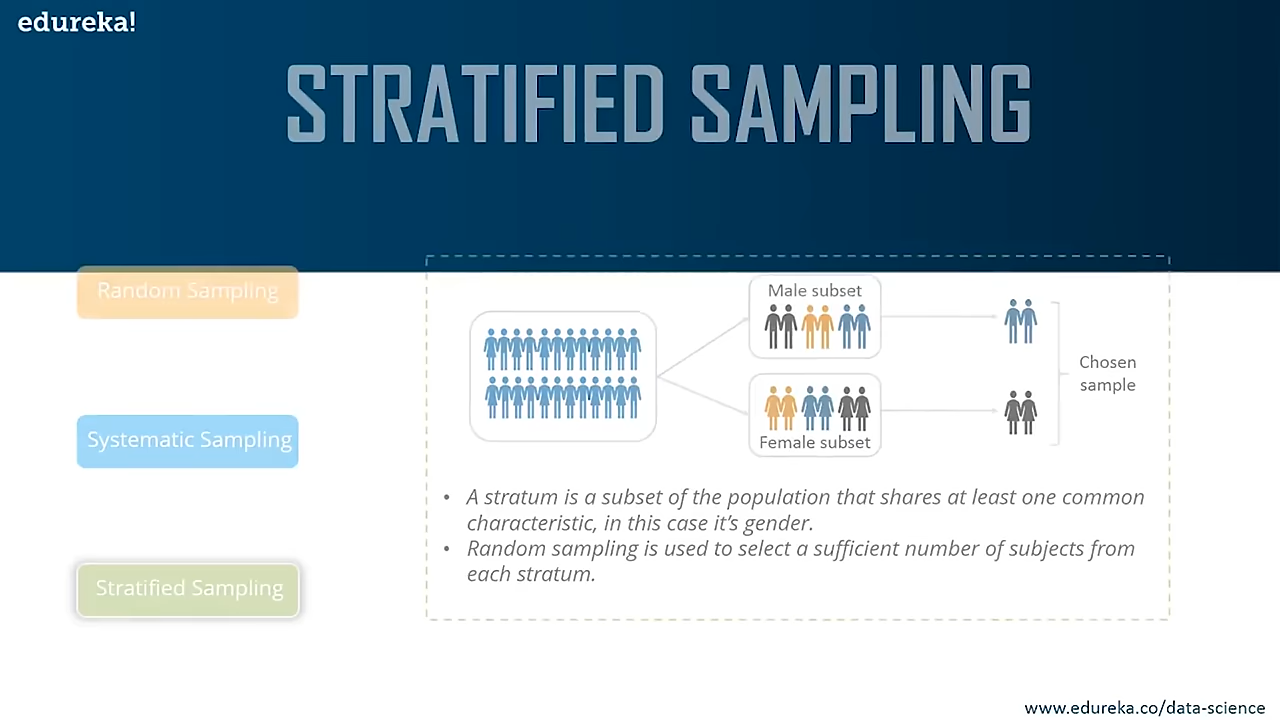 edureka!
STRATIFIED SAMPLING
Random Sampling
Systematic Sampling
Stratified Sampling
Male subset
Female subset
Chosen
sample
• A stratum is a subset of the population that shares at least one common
characteristic, in this case it's gender.
• Random sampling is used to select a sufficient number of subjects from
each stratum.
www.edureka.co/data-science